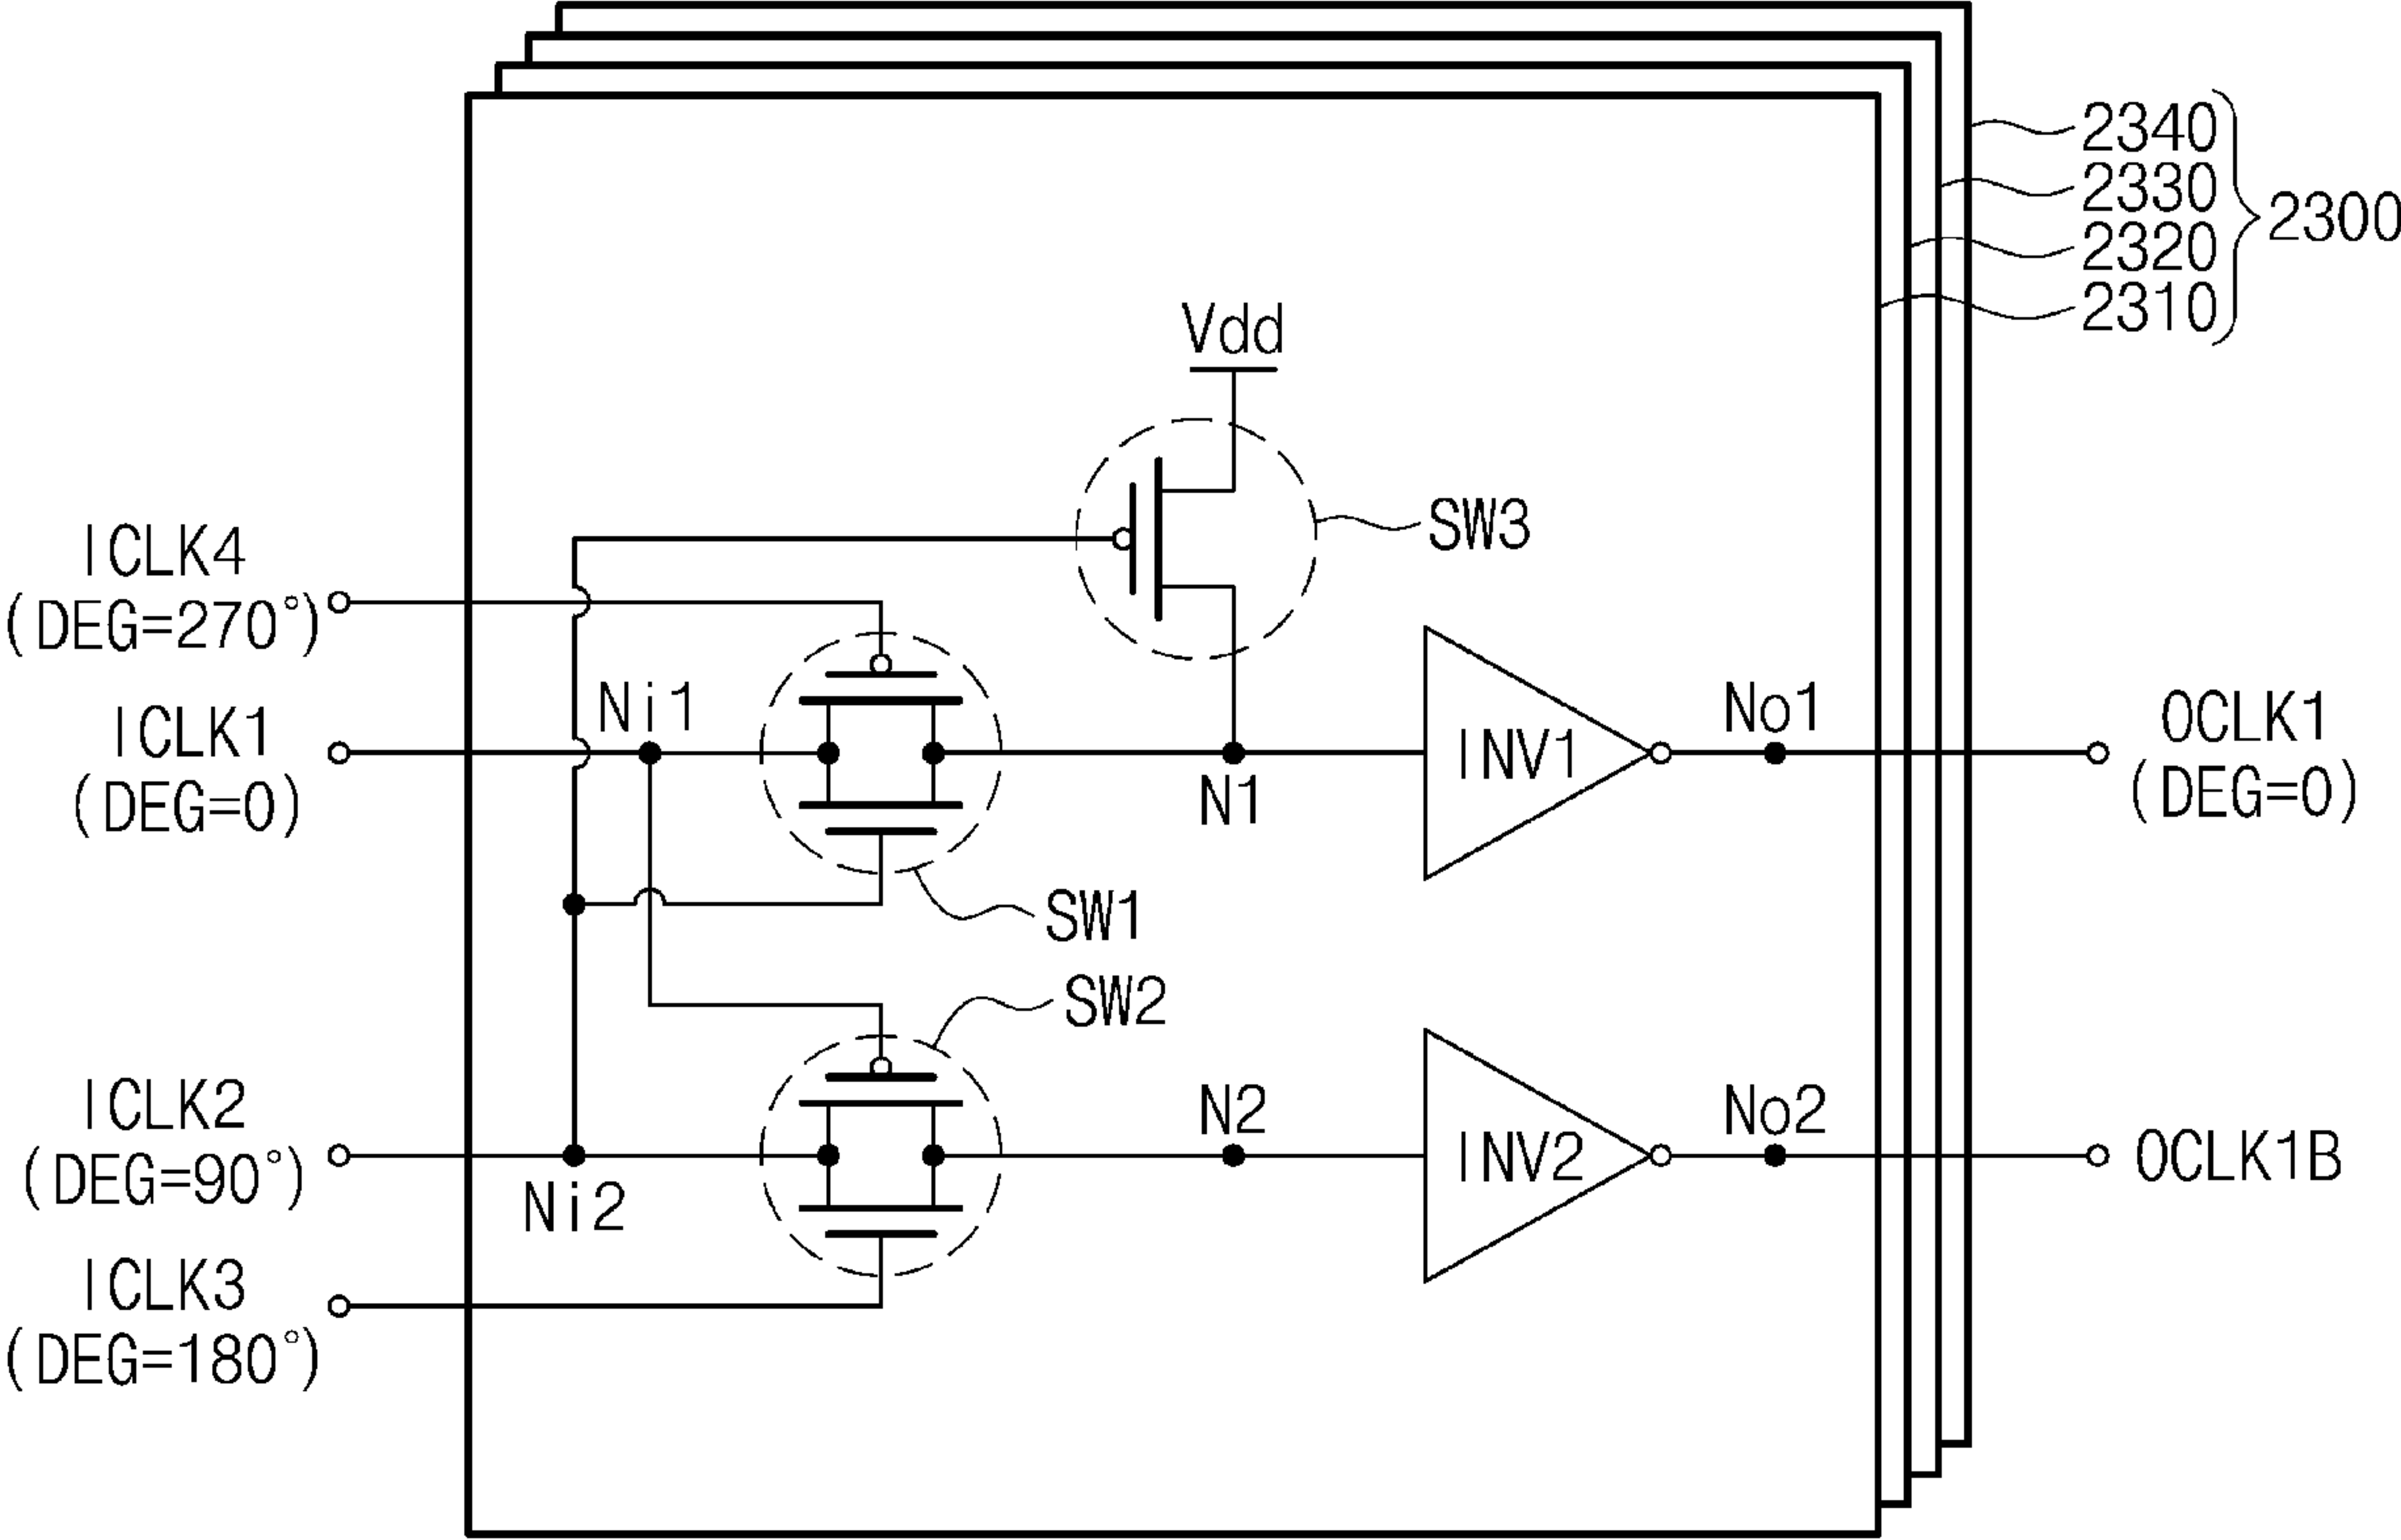 2340
2330
2320
2310
2300
Vdd
SW3
ICLK4
(DEG=270°)
Ni1
ICLK1
(DEG=0)
N1
INV1
No1
OCLK1
(DEG=0)
SW1
SW2
ICLK2
(DEG=90°)
Ni2
N2
INV2
No2
OCLK1B
ICLK3
(DEG=180°)